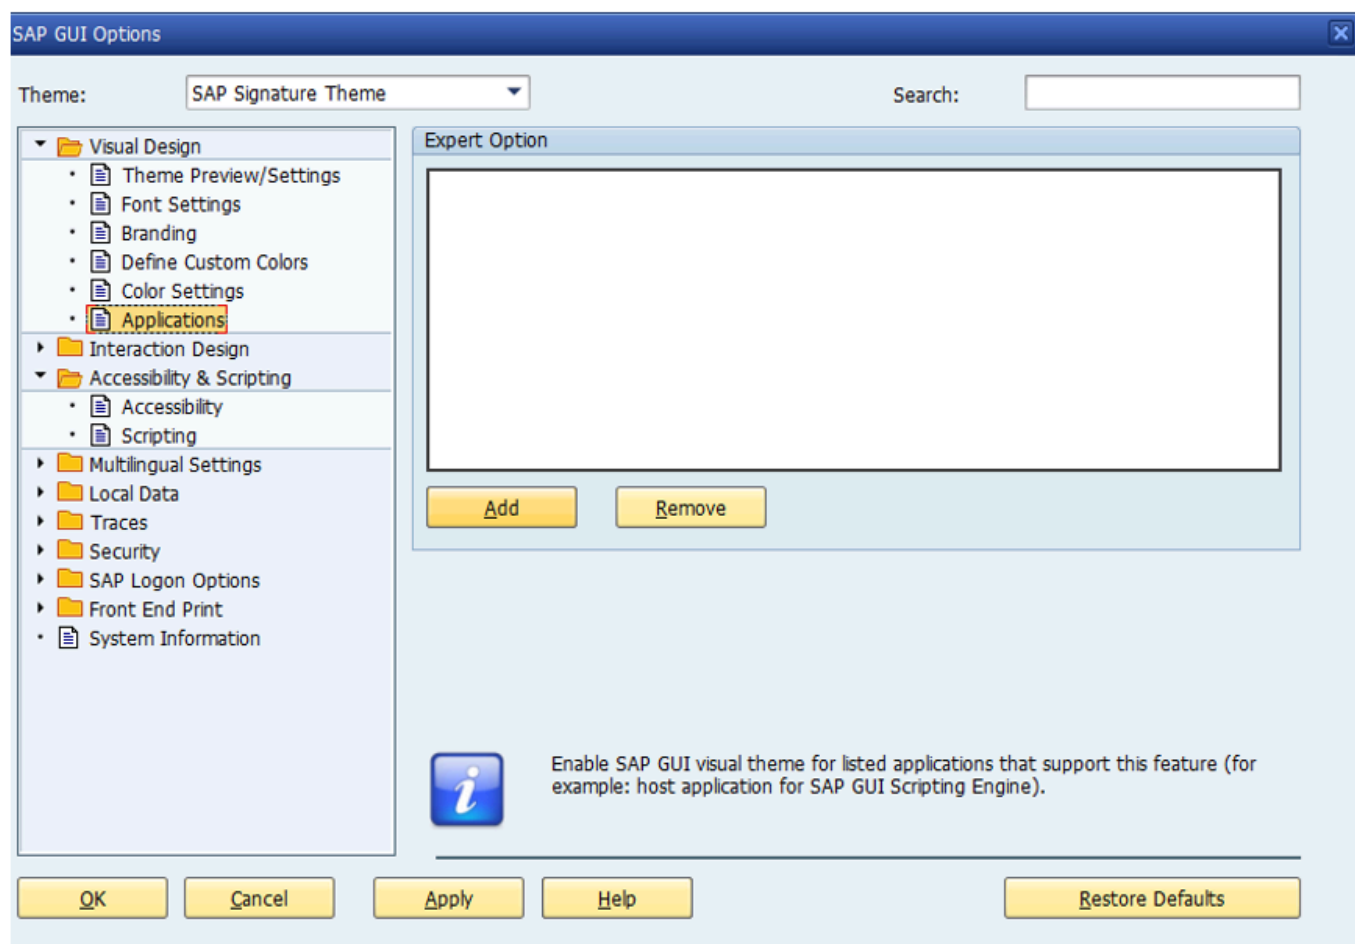 SAP GUI Options
Theme: SAP Signature Theme Search:
Visual Design
Theme Preview/Settings
Font Settings
Branding
Define Custom Colors
Color Settings
Applications
Interaction Design
Accessibility & Scripting
Accessibility
Scripting
Multilingual Settings
Local Data
Traces
Security
SAP Logon Options
Front End Print
System Information
Expert Option
Add Remove
Enable SAP GUI visual theme for listed applications that support this feature (for
example: host application for SAP GUI Scripting Engine).
OK Cancel Apply Help Restore Defaults